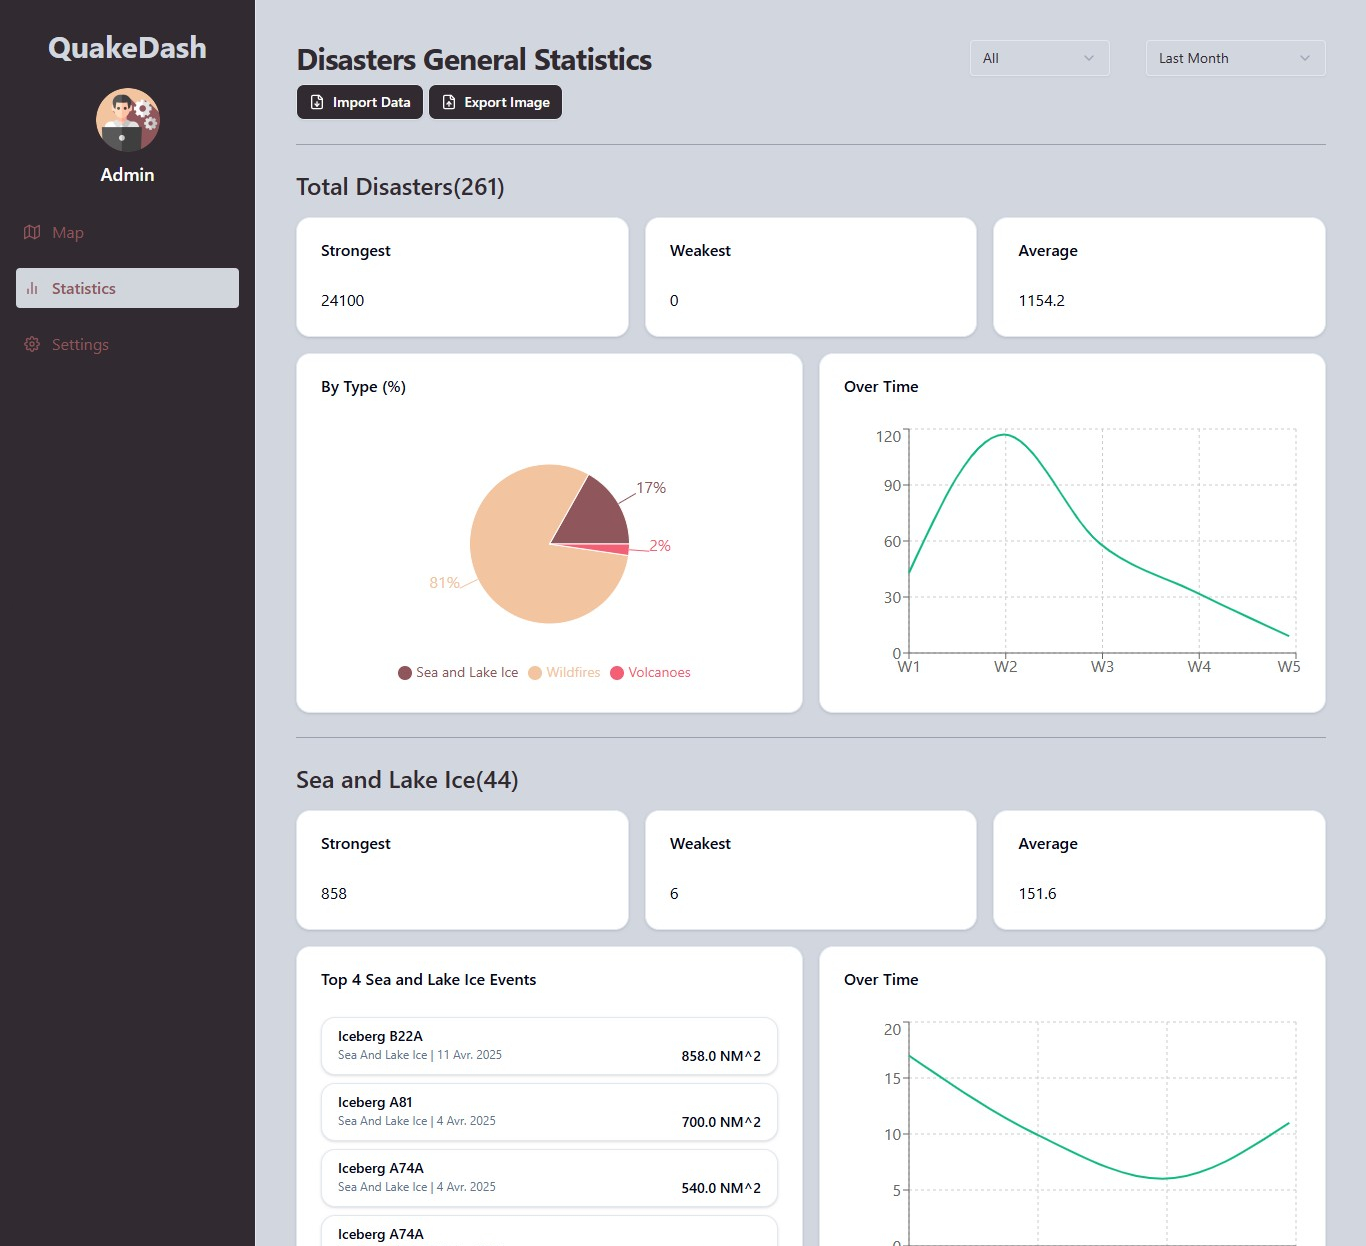 QuakeDash
Admin
Map
Statistics
Settings
Disasters General Statistics
All
Last Month
Import Data
Export Image
Total Disasters(261)
Strongest
24100
Weakest
0
Average
1154.2
By Type (%)
17%
2%
81%
Sea and Lake Ice
Wildfires
Volcanoes
Over Time
120
90
60
30
0
W1
W2
W3
W4
W5
Sea and Lake Ice(44)
Strongest
858
Weakest
6
Average
151.6
Top 4 Sea and Lake Ice Events
Iceberg B22A
Sea And Lake Ice | 11 Avr. 2025
858.0 NM^2
Iceberg A81
Sea And Lake Ice | 4 Avr. 2025
700.0 NM^2
Iceberg A74A
Sea And Lake Ice | 4 Avr. 2025
540.0 NM^2
Iceberg A74A
Over Time
20
15
10
5
0